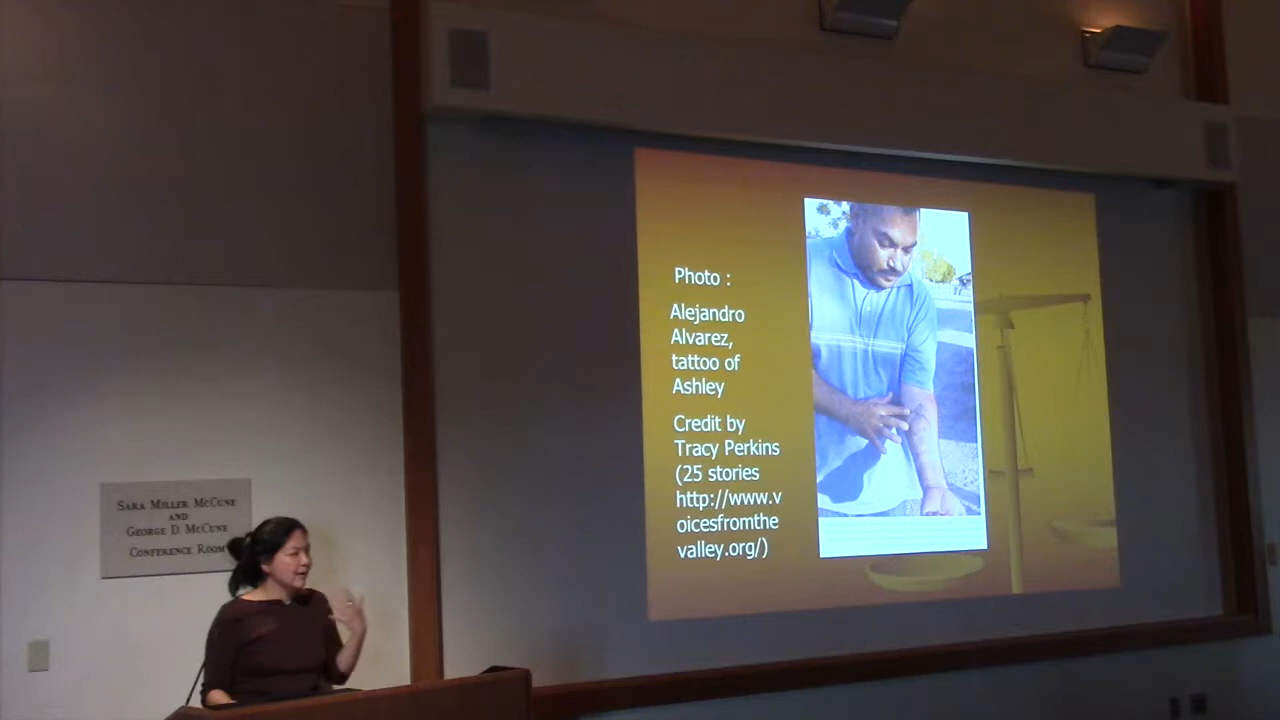 Photo :
Alejandro
Alvarez,
tattoo of
Ashley
Credit by
Tracy Perkins
(25 stories
http://www.v
oicesfromthe
valley.org/)
SARA MILLER MCCUNE
AND
GEORGE D. MCCUNE
CONFERENCE ROOM